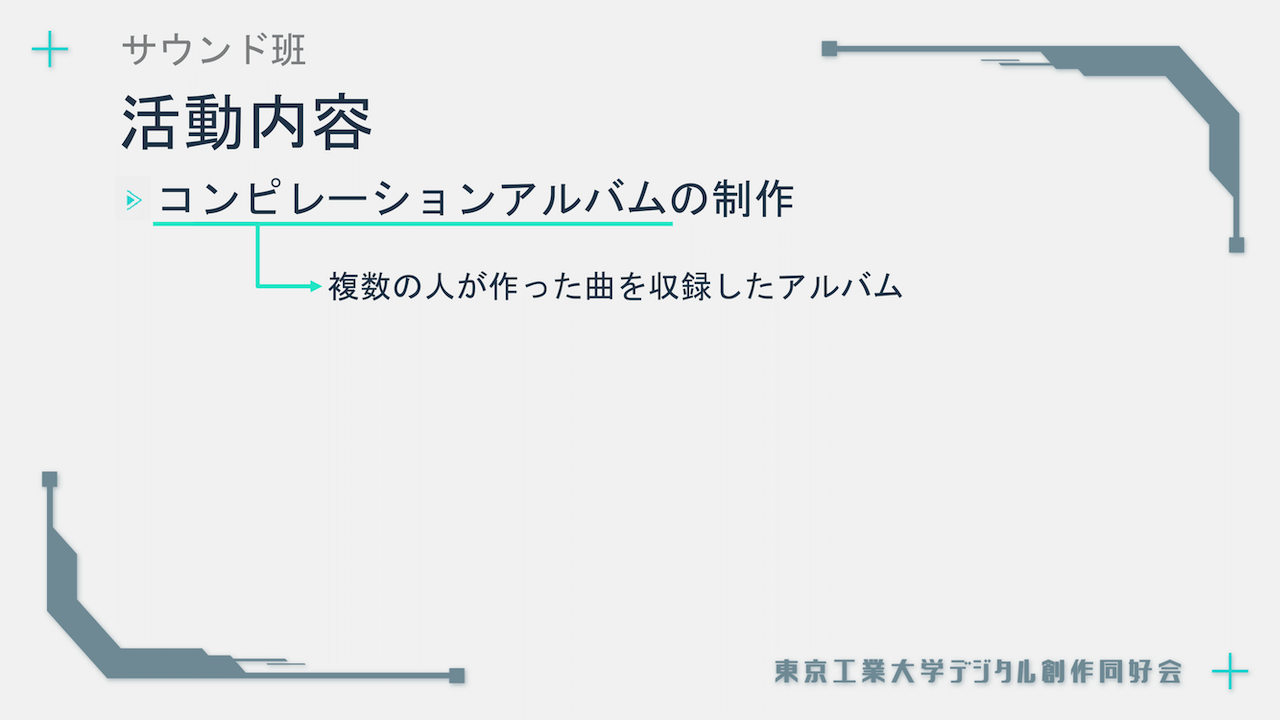 サウンド班
活動内容
コンピレーションアルバムの制作
複数の人が作った曲を収録したアルバム
東京工業大学デジタル創作同好会